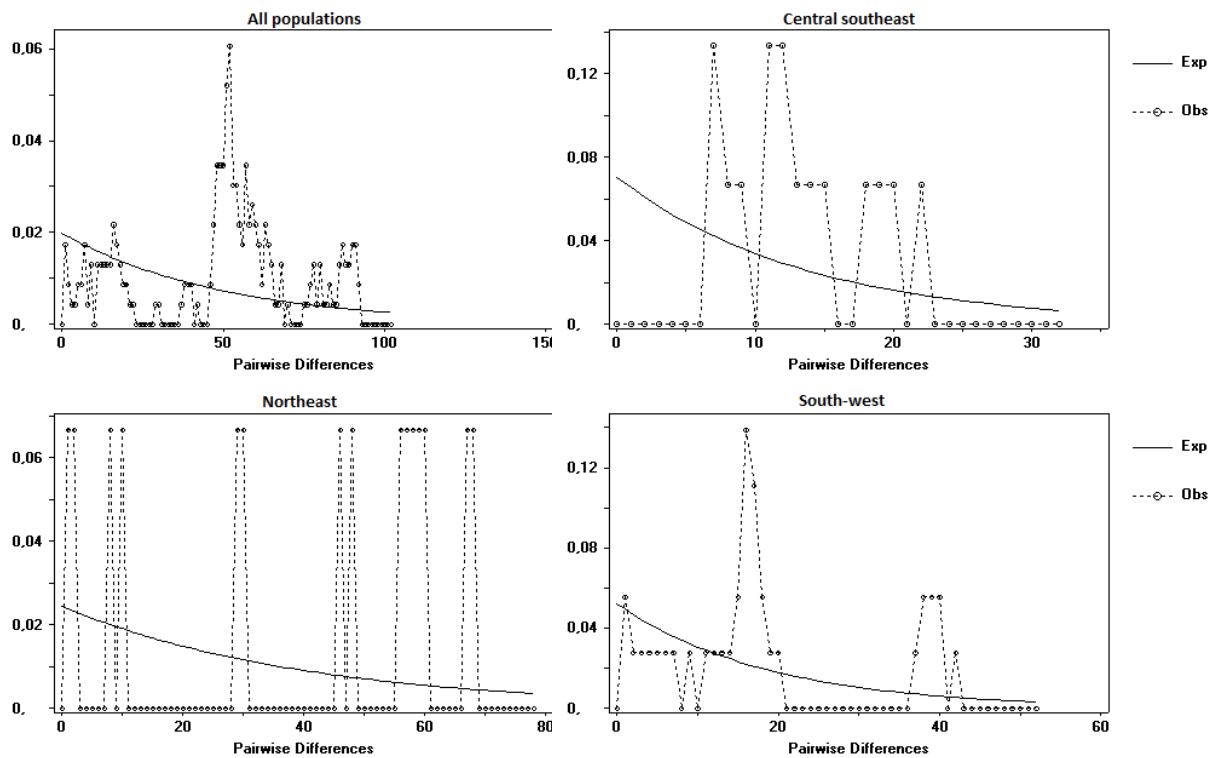 All populations
0,06
0,04
0,02
0,
0 50 100 150
Pairwise Differences
Central southeast
0,12
0,08
0,04
0,
0 10 20 30
Pairwise Differences
Exp
Obs
Northeast
0,06
0,04
0,02
0,
0 20 40 60 80
Pairwise Differences
South-west
0,12
0,08
0,04
0,
0 20 40 60
Pairwise Differences
Exp
Obs